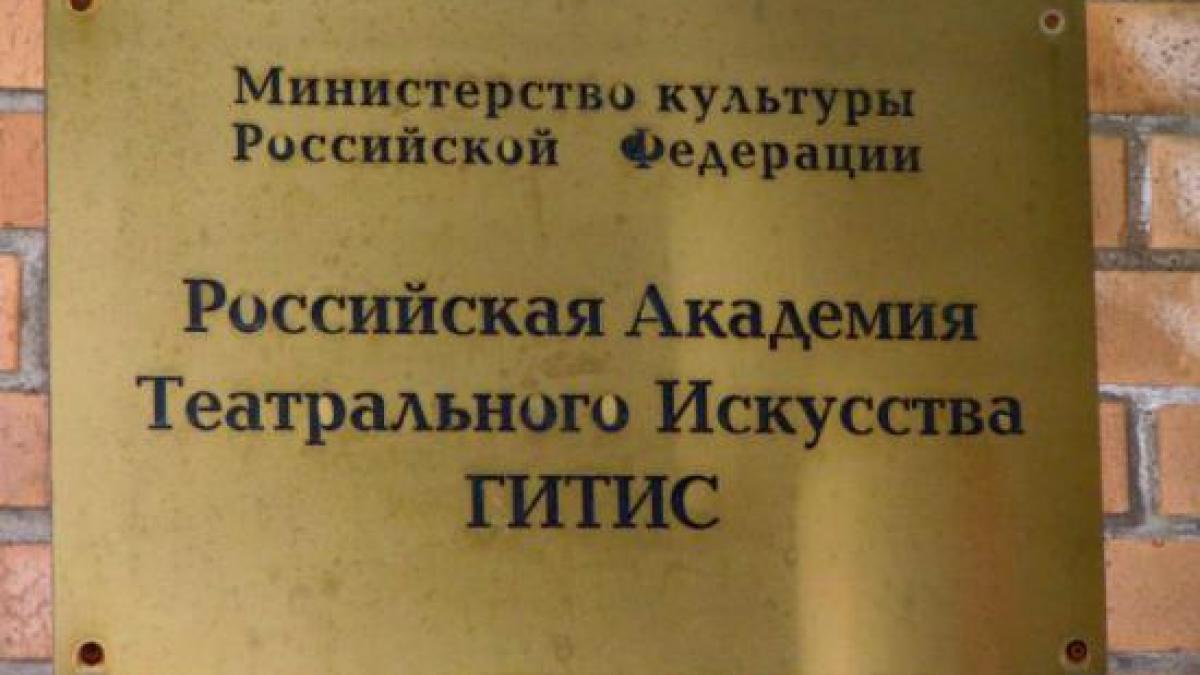 Министерство культуры
Российской Федерации
Российская Академия
Театрального Искусства
ГИТИС